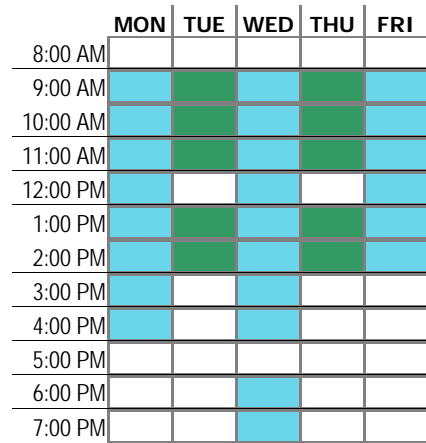 MON TUE WED THU FRI
8:00 AM
9:00 AM
10:00 AM
11:00 AM
12:00 PM
1:00 PM
2:00 PM
3:00 PM
4:00 PM
5:00 PM
6:00 PM
7:00 PM